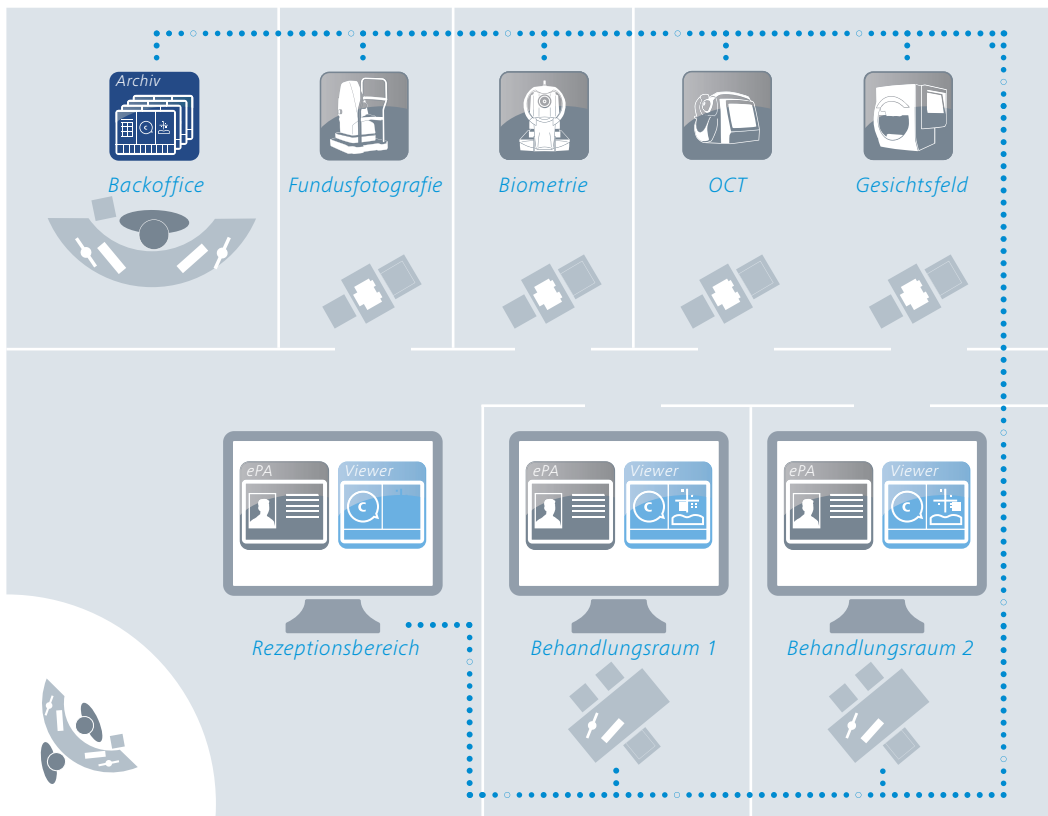 Archiv
Backoffice
Fundusfotografie
Biometrie
OCT
Gesichtsfeld
ePA
Viewer
C
Rezeptionsbereich
ePA
Viewer
C
Behandlungsraum 1
ePA
Viewer
C
Behandlungsraum 2